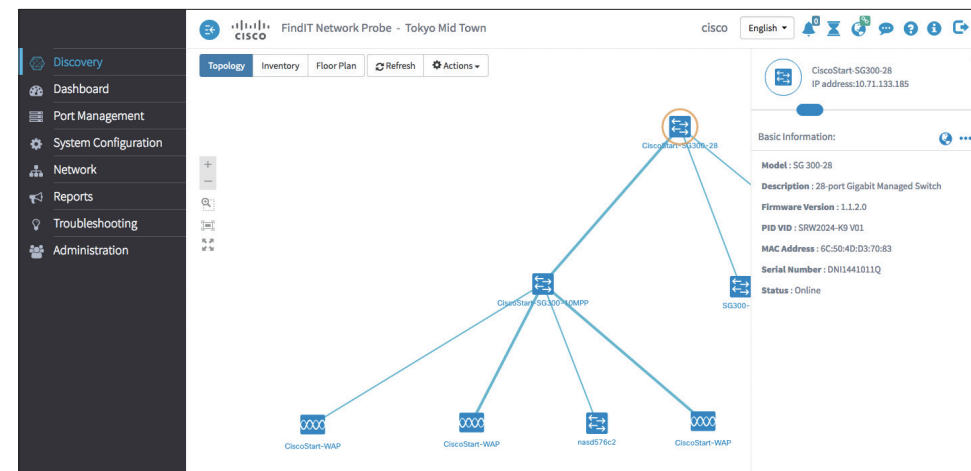 CISCO
FindIT Network Probe - Tokyo Mid Town
cisco
English
0
Discovery
Dashboard
Port Management
System Configuration
Network
Reports
Troubleshooting
Administration
Topology
Inventory
Floor Plan
Refresh
Actions
CiscoStart-SG300-28
CiscoStart-SG300-10MPP
SG300-
CiscoStart-WAP
CiscoStart-WAP
nasd576c2
CiscoStart-WAP
CiscoStart-SG300-28
IP address:10.71.133.185
Basic Information:
Model : SG 300-28
Description : 28-port Gigabit Managed Switch
Firmware Version : 1.1.2.0
PID VID : SRW2024-K9 V01
MAC Address : 6C:50:4D:D3:70:83
Serial Number : DNI1441011Q
Status : Online